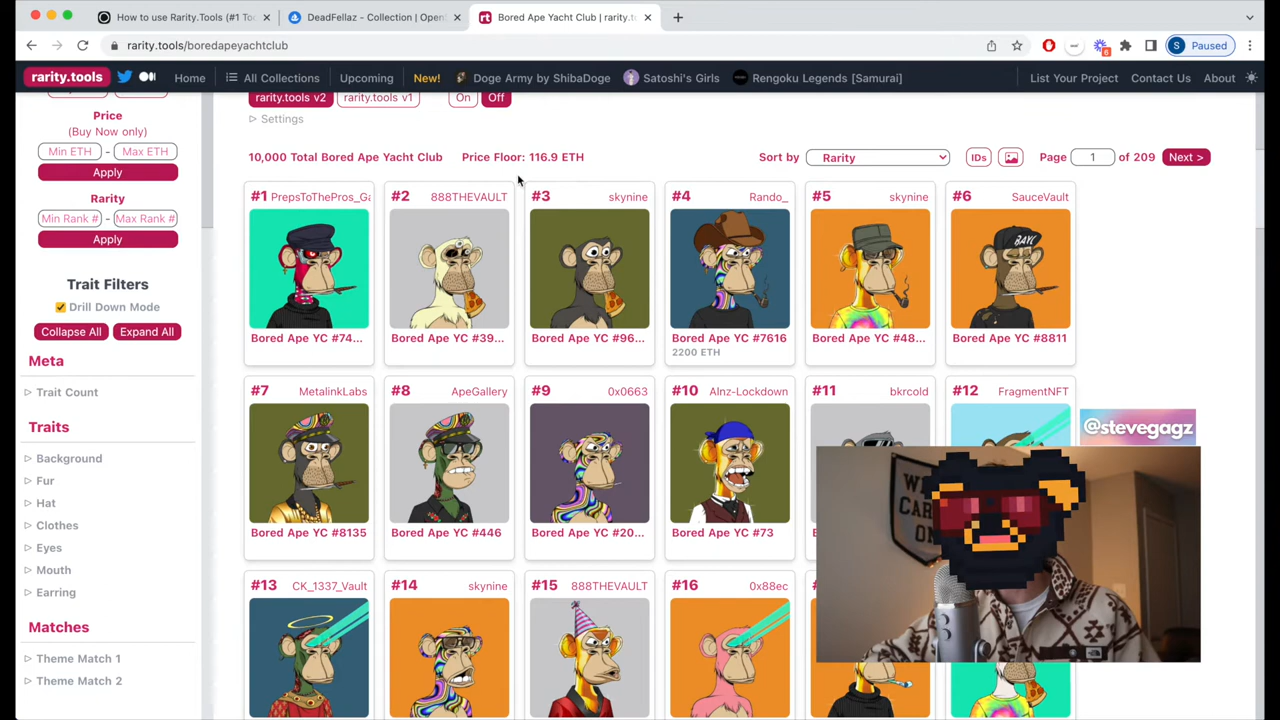 How to use Rarity.Tools (#1 Too
DeadFellaz - Collection | Open
Bored Ape Yacht Club | rarity.to
rarity.tools/boredapeyachtclub
6
S Paused
rarity.tools Home All Collections Upcoming New! Doge Army by ShibaDoge Satoshi's Girls Rengoku Legends [Samurai] List Your Project Contact Us About
rarity.tools v2 rarity.tools v1 On Off
Settings
Price
(Buy Now only)
Min ETH - Max ETH
Apply
Rarity
Min Rank # - Max Rank #
Apply
Trait Filters
Drill Down Mode
Collapse All Expand All
Meta
Trait Count
Traits
Background
Fur
Hat
Clothes
Eyes
Mouth
Earring
Matches
Theme Match 1
Theme Match 2
10,000 Total Bored Ape Yacht Club Price Floor: 116.9 ETH Sort by Rarity IDs Page 1 of 209 Next >
#1 PrepsToThePros_Ga
Bored Ape YC #74...
#2 888THEVAULT
Bored Ape YC #39...
#3 skynine
Bored Ape YC #96...
#4 Rando_
Bored Ape YC #7616
2200 ETH
#5 skynine
Bored Ape YC #48...
#6 SauceVault
BAYC
Bored Ape YC #8811
#7 MetalinkLabs
Bored Ape YC #8135
#8 ApeGallery
Bored Ape YC #446
#9 0x0663
Bored Ape YC #20...
#10 Alnz-Lockdown
Bored Ape YC #73
#11 bkrcold
#12 FragmentNFT
#13 CK_1337_Vault
#14 skynine
#15 888THEVAULT
#16 0x88ec
@stevegagz
ON